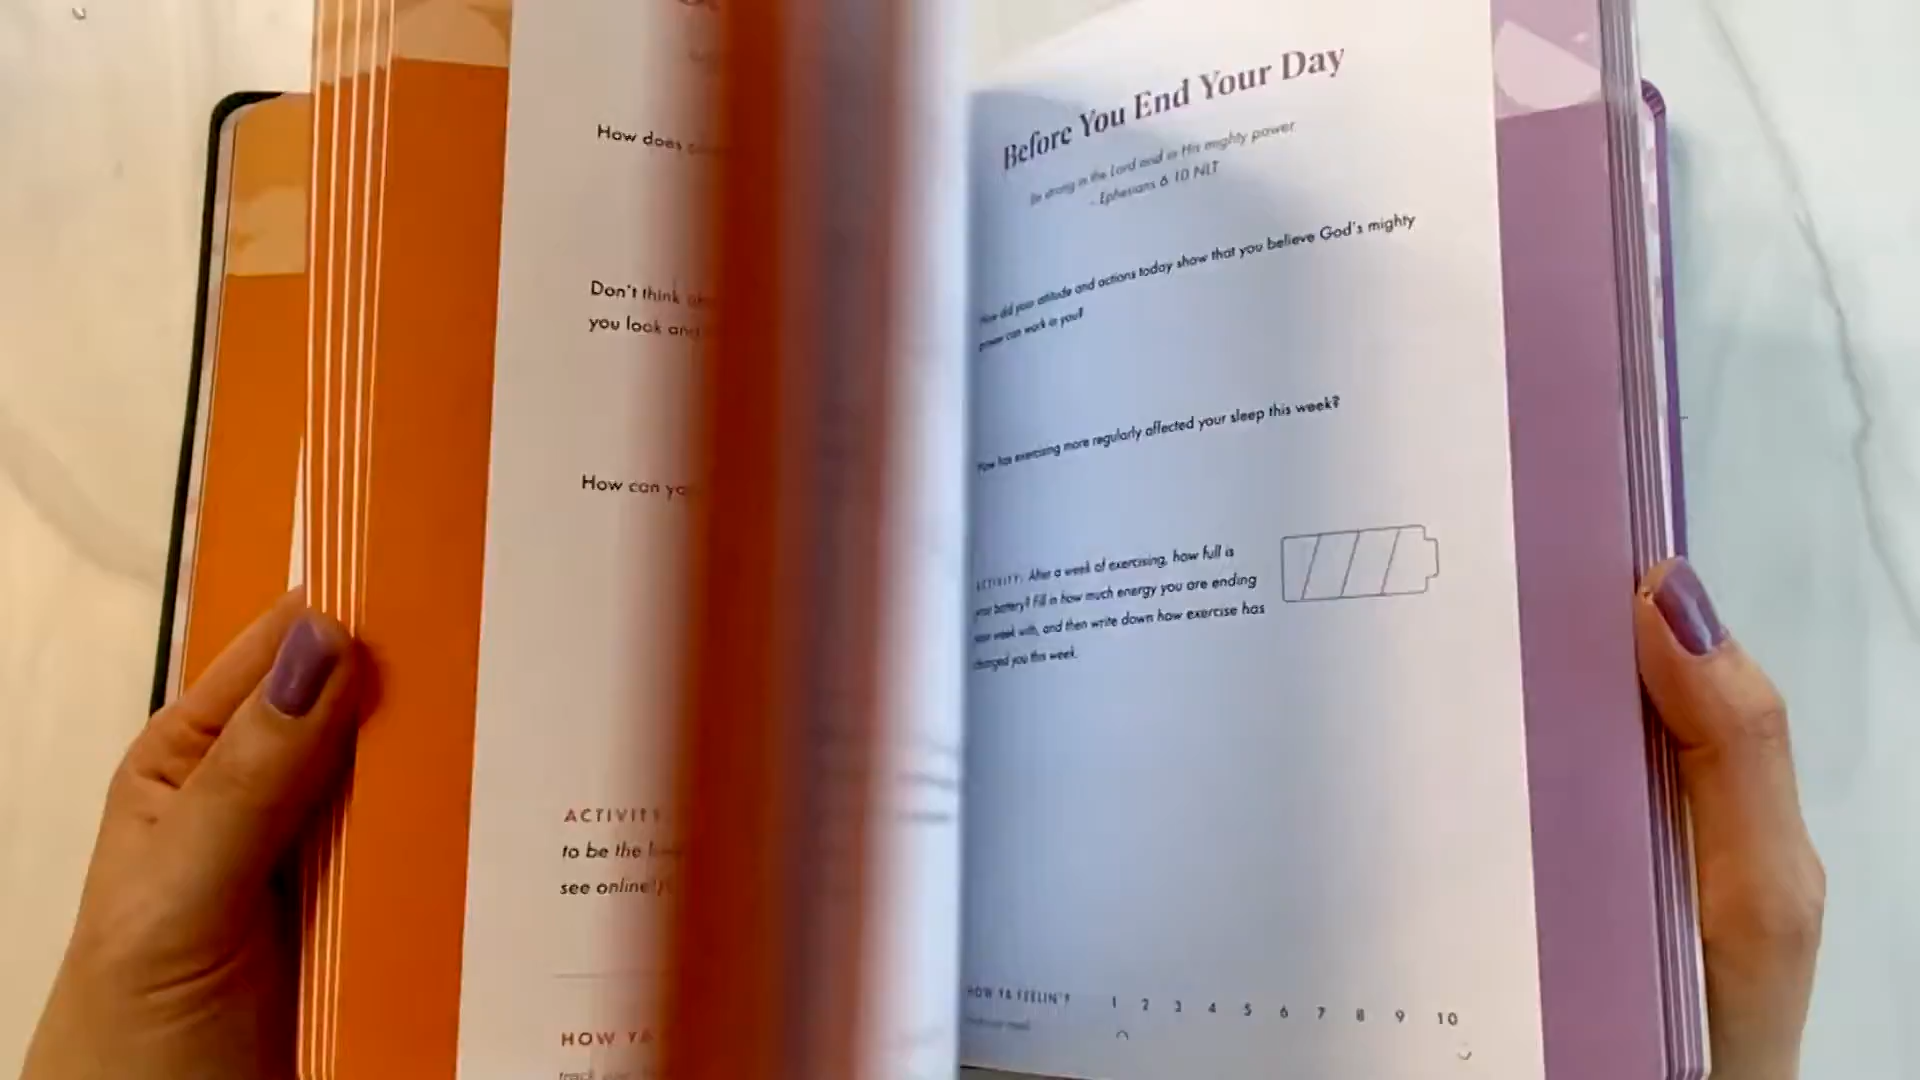 How does
Don't think
you look and
How can
ACTIVITY
to be the
see online
HOW YA
track
Before You End Your Day
Be strong in the Lord and in His mighty power
- Ephesians 6:10 NLT
How did your attitude and actions today show that you believe God's mighty
power can work in you?
How has exercising more regularly affected your sleep this week?
ACTIVITY: After a week of exercising, how full is
your battery? Fill in how much energy you are ending
your week with, and then write down how exercise has
changed you this week.
HOW YA FEELIN'?
1 2 3 4 5 6 7 8 9 10